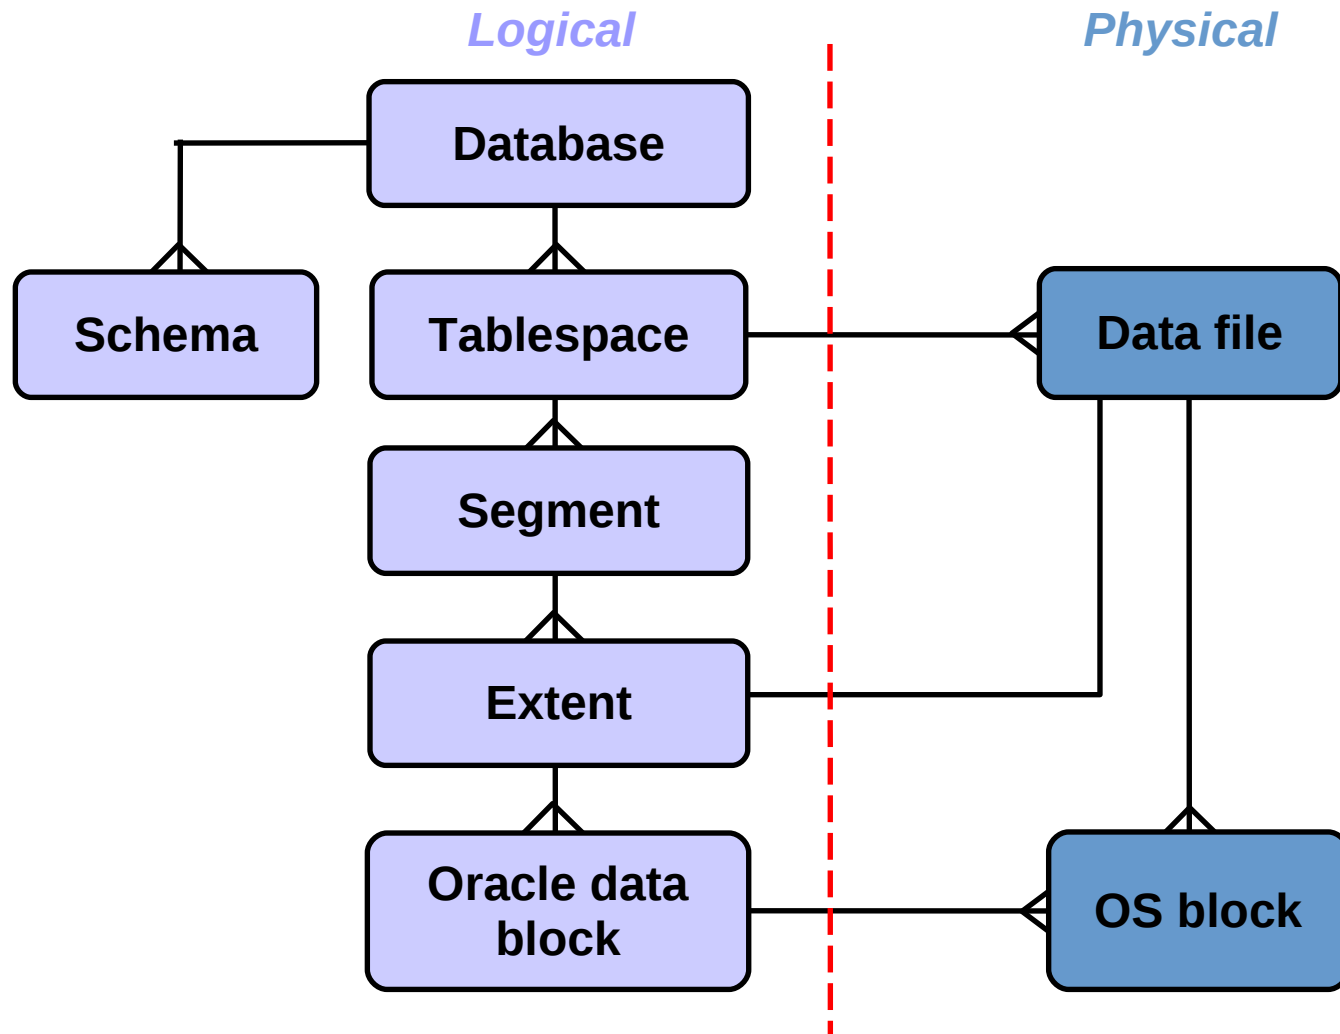 Logical
Physical
Database
Schema
Tablespace
Data file
Segment
Extent
Oracle data
block
OS block